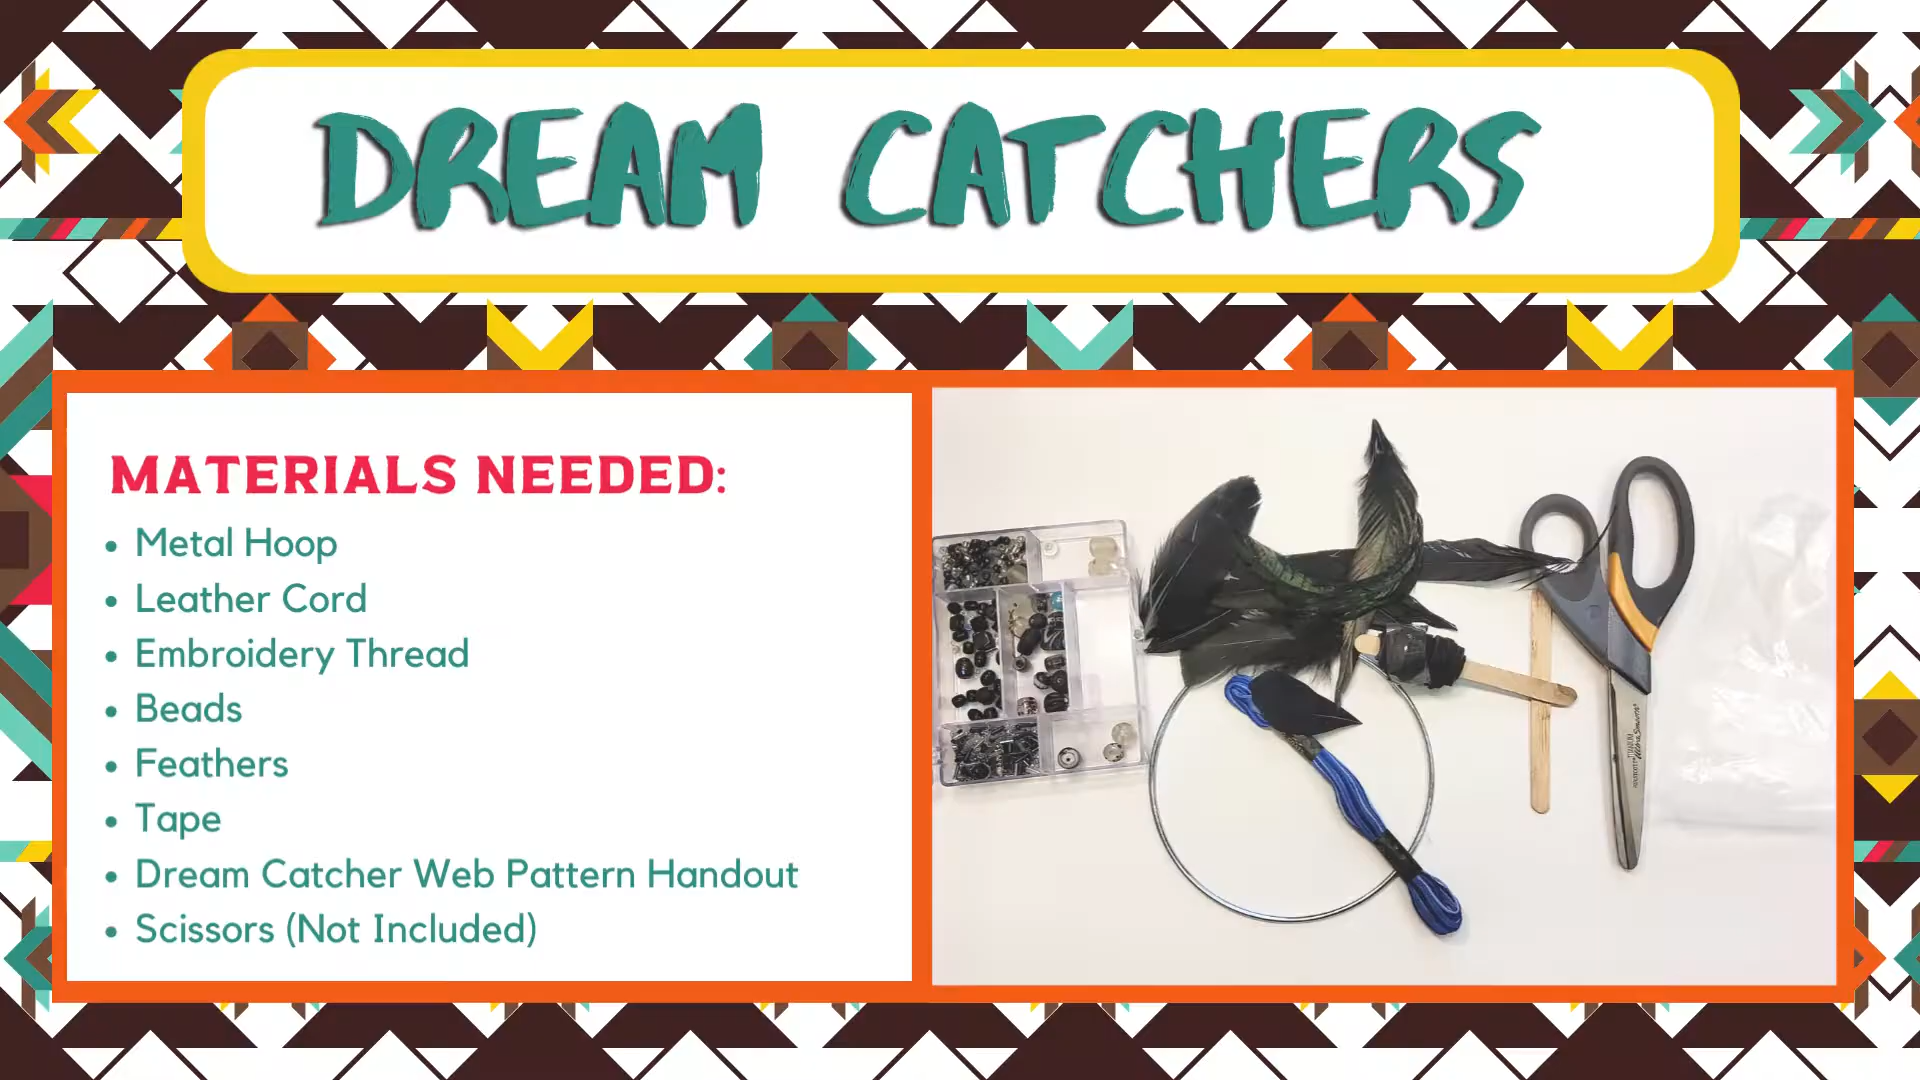 DREAM CATCHERS
MATERIALS NEEDED:
• Metal Hoop
• Leather Cord
• Embroidery Thread
• Beads
• Feathers
• Tape
• Dream Catcher Web Pattern Handout
• Scissors (Not Included)